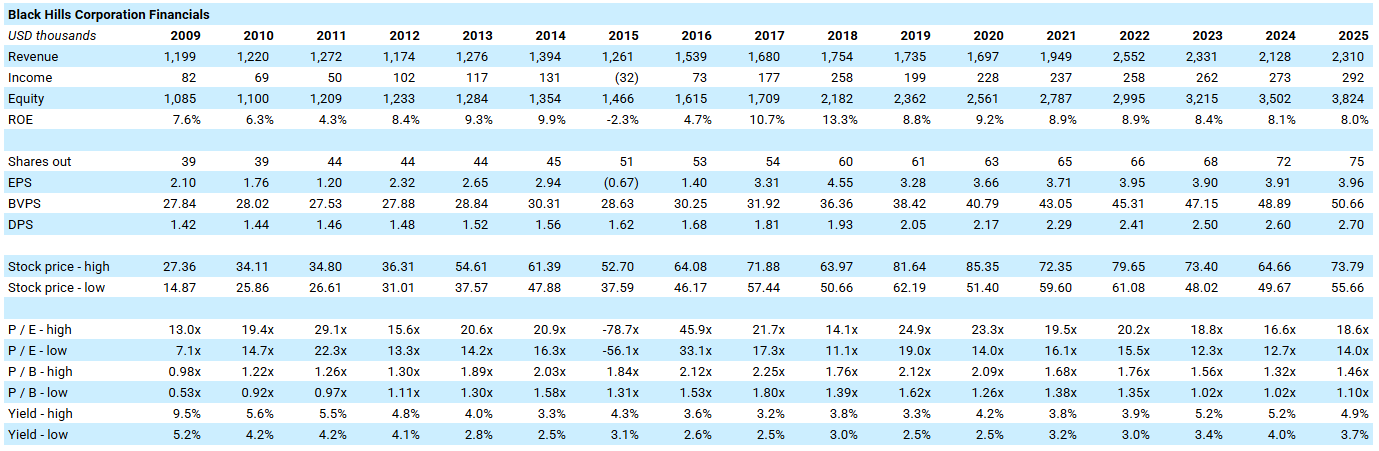 Black Hills Corporation Financials
USD thousands 2009 2010 2011 2012 2013 2014 2015 2016 2017 2018 2019 2020 2021 2022 2023 2024 2025
Revenue 1,199 1,220 1,272 1,174 1,276 1,394 1,261 1,539 1,680 1,754 1,735 1,697 1,949 2,552 2,331 2,128 2,310
Income 82 69 50 102 117 131 (32) 73 177 258 199 228 237 258 262 273 292
Equity 1,085 1,100 1,209 1,233 1,284 1,354 1,466 1,615 1,709 2,182 2,362 2,561 2,787 2,995 3,215 3,502 3,824
ROE 7.6% 6.3% 4.3% 8.4% 9.3% 9.9% -2.3% 4.7% 10.7% 13.3% 8.8% 9.2% 8.9% 8.9% 8.4% 8.1% 8.0%
Shares out 39 39 44 44 44 45 51 53 54 60 61 63 65 66 68 72 75
EPS 2.10 1.76 1.20 2.32 2.65 2.94 (0.67) 1.40 3.31 4.55 3.28 3.66 3.71 3.95 3.90 3.91 3.96
BVPS 27.84 28.02 27.53 27.88 28.84 30.31 28.63 30.25 31.92 36.36 38.42 40.79 43.05 45.31 47.15 48.89 50.66
DPS 1.42 1.44 1.46 1.48 1.52 1.56 1.62 1.68 1.81 1.93 2.05 2.17 2.29 2.41 2.50 2.60 2.70
Stock price - high 27.36 34.11 34.80 36.31 54.61 61.39 52.70 64.08 71.88 63.97 81.64 85.35 72.35 79.65 73.40 64.66 73.79
Stock price - low 14.87 25.86 26.61 31.01 37.57 47.88 37.59 46.17 57.44 50.66 62.19 51.40 59.60 61.08 48.02 49.67 55.66
P / E - high 13.0x 19.4x 29.1x 15.6x 20.6x 20.9x -78.7x 45.9x 21.7x 14.1x 24.9x 23.3x 19.5x 20.2x 18.8x 16.6x 18.6x
P / E - low 7.1x 14.7x 22.3x 13.3x 14.2x 16.3x -56.1x 33.1x 17.3x 11.1x 19.0x 14.0x 16.1x 15.5x 12.3x 12.7x 14.0x
P / B - high 0.98x 1.22x 1.26x 1.30x 1.89x 2.03x 1.84x 2.12x 2.25x 1.76x 2.12x 2.09x 1.68x 1.76x 1.56x 1.32x 1.46x
P / B - low 0.53x 0.92x 0.97x 1.11x 1.30x 1.58x 1.31x 1.53x 1.80x 1.39x 1.62x 1.26x 1.38x 1.35x 1.02x 1.02x 1.10x
Yield - high 9.5% 5.6% 5.5% 4.8% 4.0% 3.3% 4.3% 3.6% 3.2% 3.8% 3.3% 4.2% 3.8% 3.9% 5.2% 5.2% 4.9%
Yield - low 5.2% 4.2% 4.2% 4.1% 2.8% 2.5% 3.1% 2.6% 2.5% 3.0% 2.5% 2.5% 3.2% 3.0% 3.4% 4.0% 3.7%